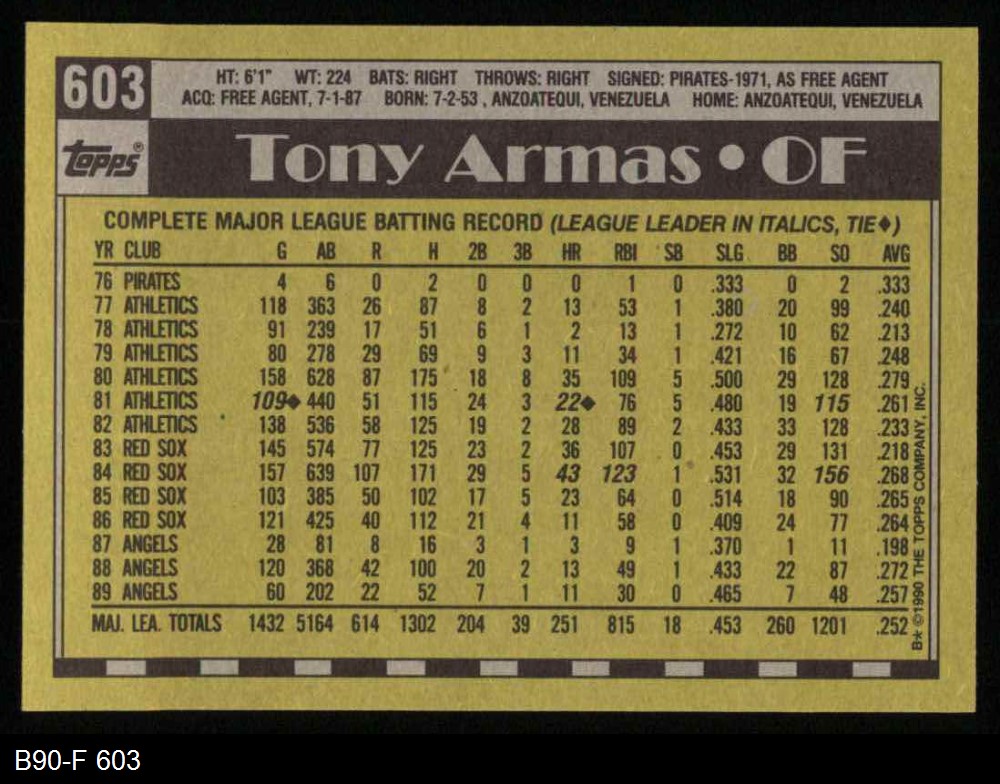 603
HT: 6'1" WT: 224 BATS: RIGHT THROWS: RIGHT SIGNED: PIRATES-1971, AS FREE AGENT
ACQ: FREE AGENT, 7-1-87 BORN: 7-2-53 , ANZOATEQUI, VENEZUELA HOME: ANZOATEQUI, VENEZUELA
topps® Tony Armas • OF
COMPLETE MAJOR LEAGUE BATTING RECORD (LEAGUE LEADER IN ITALICS, TIE♦)
YR CLUB G AB R H 2B 3B HR RBI SB SLG BB SO AVG
76 PIRATES 4 6 0 2 0 0 0 1 0 .333 0 2 .333
77 ATHLETICS 118 363 26 87 8 2 13 53 1 .380 20 99 .240
78 ATHLETICS 91 239 17 51 6 1 2 13 1 .272 10 62 .213
79 ATHLETICS 80 278 29 69 9 3 11 34 1 .421 16 67 .248
80 ATHLETICS 158 628 87 175 18 8 35 109 5 .500 29 128 .279
81 ATHLETICS 109♦ 440 51 115 24 3 22♦ 76 5 .480 19 115 .261
82 ATHLETICS 138 536 58 125 19 2 28 89 2 .433 33 128 .233
83 RED SOX 145 574 77 125 23 2 36 107 0 .453 29 131 .218
84 RED SOX 157 639 107 171 29 5 43 123 1 .531 32 156 .268
85 RED SOX 103 385 50 102 17 5 23 64 0 .514 18 90 .265
86 RED SOX 121 425 40 112 21 4 11 58 0 .409 24 77 .264
87 ANGELS 28 81 8 16 3 1 3 9 1 .370 1 11 .198
88 ANGELS 120 368 42 100 20 2 13 49 1 .433 22 87 .272
89 ANGELS 60 202 22 52 7 1 11 30 0 .465 7 48 .257
MAJ. LEA. TOTALS 1432 5164 614 1302 204 39 251 815 18 .453 260 1201 .252
B* ©1990 THE TOPPS COMPANY, INC.
B90-F 603